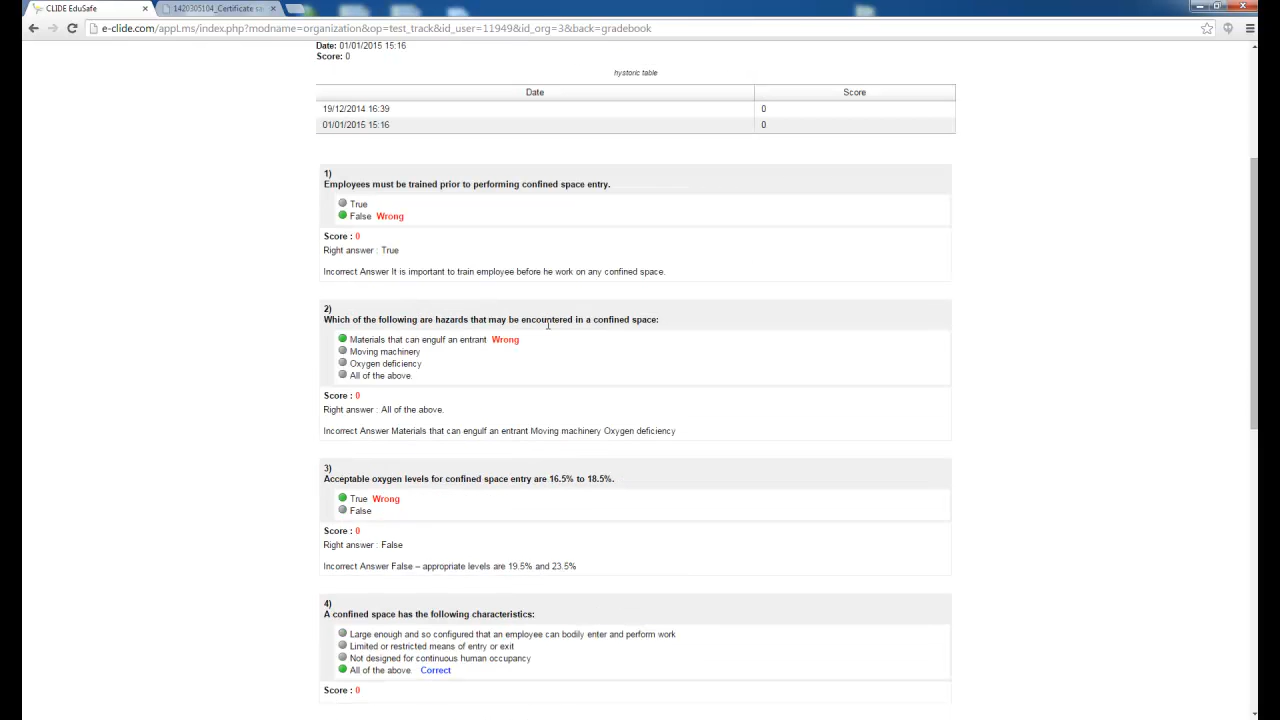 CLIDE EduSafe
1420305104_Certificate sa
e-clide.com/appLms/index.php?modname=organization&op=test_track&id_user=11949&id_org=3&back=gradebook
Date: 01/01/2015 15:16
Score: 0
hystoric table
Date Score
19/12/2014 16:39 0
01/01/2015 15:16 0
1)
Employees must be trained prior to performing confined space entry.
True
False Wrong
Score : 0
Right answer : True
Incorrect Answer It is important to train employee before he work on any confined space.
2)
Which of the following are hazards that may be encountered in a confined space:
Materials that can engulf an entrant Wrong
Moving machinery
Oxygen deficiency
All of the above.
Score : 0
Right answer : All of the above.
Incorrect Answer Materials that can engulf an entrant Moving machinery Oxygen deficiency
3)
Acceptable oxygen levels for confined space entry are 16.5% to 18.5%.
True Wrong
False
Score : 0
Right answer : False
Incorrect Answer False – appropriate levels are 19.5% and 23.5%
4)
A confined space has the following characteristics:
Large enough and so configured that an employee can bodily enter and perform work
Limited or restricted means of entry or exit
Not designed for continuous human occupancy
All of the above. Correct
Score : 0